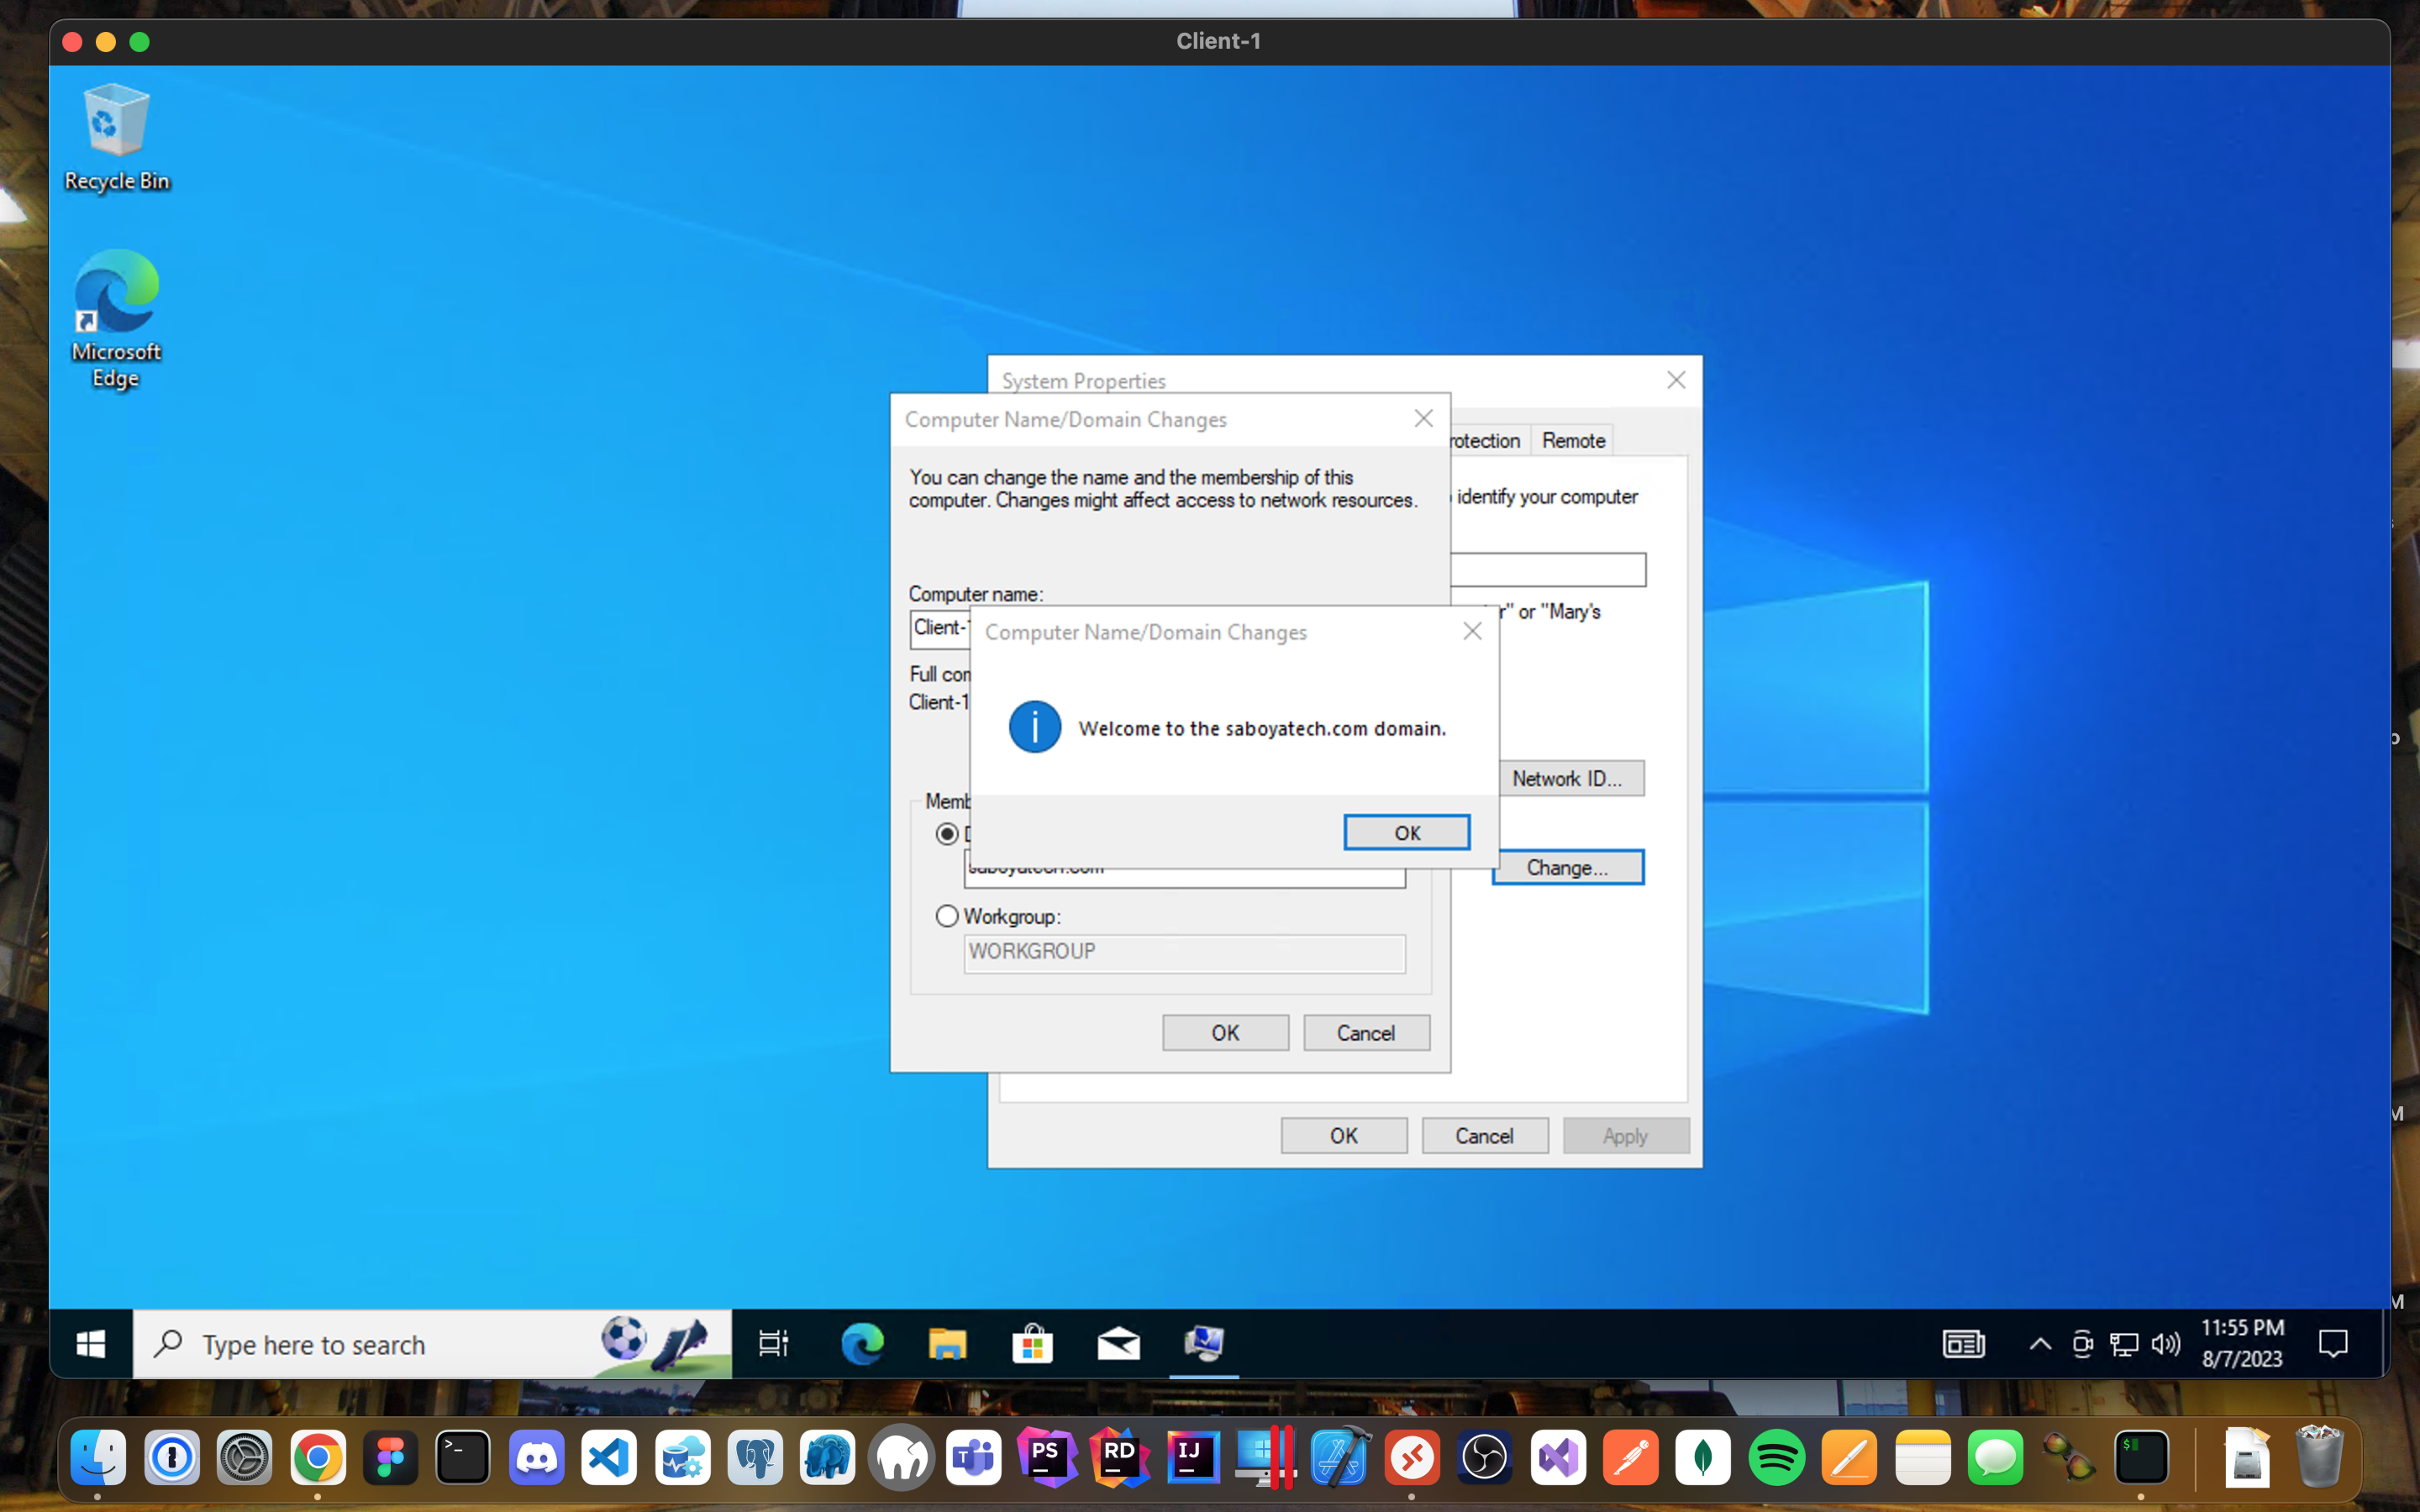 Client-1
Recycle Bin
Microsoft
Edge
System Properties
Computer Name/Domain Changes
rotection
Remote
You can change the name and the membership of this
computer. Changes might affect access to network resources.
identify your computer
Computer name:
Client-1
r" or "Mary's
Computer Name/Domain Changes
Full con
Client-1
Welcome to the saboyatech.com domain.
Network ID...
Memb
OK
Change...
saboyatech.com
Workgroup:
WORKGROUP
OK
Cancel
OK
Cancel
Apply
Type here to search
11:55 PM
8/7/2023
PS
RD
IJ